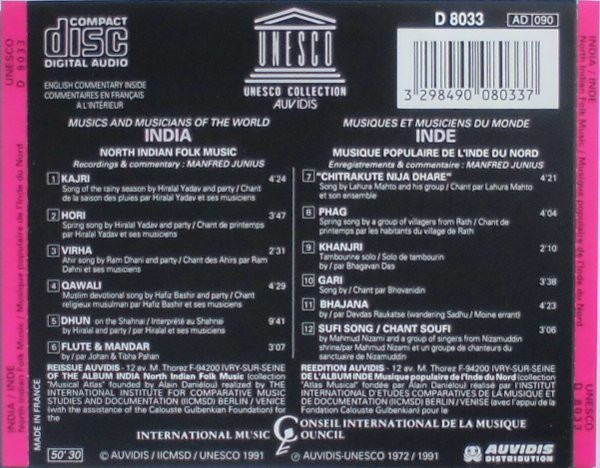 UNESCO
D 8033
INDIA / INDE
North Indian Folk Music / Musique populaire de l'Inde du Nord
COMPACT
disc
DIGITAL AUDIO
ENGLISH COMMENTARY INSIDE
COMMENTAIRES EN FRANÇAIS
À L'INTÉRIEUR
UNESCO
UNESCO COLLECTION
AUVIDIS
D 8033
AD 090
3 298490 080337
MUSICS AND MUSICIANS OF THE WORLD
INDIA
NORTH INDIAN FOLK MUSIC
Recordings & commentary : MANFRED JUNIUS
1 KAJRI 4'24
Song of the rainy season by Hiralal Yadav and party / Chant
de la saison des pluies par Hiralal Yadav et ses musiciens
2 HORI 3'47
Spring song by Hiralal Yadav and party / Chant de printemps
par Hiralal Yadav et ses musiciens
3 VIRHA 2'31
Ahir song by Ram Dhani and party / Chant des Ahirs par Ram
Dahni et ses musiciens
4 QAWALI 4'29
Muslim devotional song by Hafiz Bashir and party / Chant
religieux musulman par Hafiz Bashir et ses musiciens
5 DHUN on the Shahnai / Interprété au Shahnai 9'11
by Hiralal and party / par Hiralal et ses musiciens
6 FLUTE & MANDAR 3'07
by / par Johan & Tibha Pahan
REISSUE AUVIDIS - 12 av. M. Thorez F-94200 IVRY-SUR-SEINE
OF THE ALBUM INDIA North Indian Folk Music (collection
"Musical Atlas" founded by Alain Daniélou) realized by THE
INTERNATIONAL INSTITUTE FOR COMPARATIVE MUSIC
STUDIES AND DOCUMENTATION (IICMSD) BERLIN / VENICE
(with the assistance of the Calouste Gulbenkian Foundation) for
the
MUSIQUES ET MUSICIENS DU MONDE
INDE
MUSIQUE POPULAIRE DE L'INDE DU NORD
Enregistrements & commentaire : MANFRED JUNIUS
7 "CHITRAKUTE NIJA DHARE" 4'21
Song by Lahura Mahto and his group / Chant par Lahura Mahto
et son ensemble
8 PHAG 4'04
Spring song by a group of villagers from Rath / Chant de
printemps par les habitants du village de Rath
9 KHANJRI 2'10
Tambourine solo / Solo de tambourin
by / par Bhagavan Das
10 GARI 3'38
Song by / Chant par Bhovanidin
11 BHAJANA 4'23
by / par Devdas Raukatse (wandering Sadhu / Moine errant)
12 SUFI SONG / CHANT SOUFI 3'06
by Mahmud Nizami and a group of singers from Nizamuddin
shrine/par Mahmud Nizami et un groupe de chanteurs du
sanctuaire de Nizamuddin
REEDITION AUVIDIS - 12 av. M. Thorez F-94200 IVRY-SUR-SEINE
DE L'ALBUM INDE Musique populaire de l'Inde du Nord (collection
"Atlas Musical" fondée par Alain Daniélou) réalisé par l'INSTITUT
INTERNATIONAL D'ETUDES COMPARATIVES DE LA MUSIQUE ET
DE DOCUMENTATION (IICMSD) BERLIN / VENISE (avec l'appui de la
Fondation Calouste Gulbenkian) pour le
INTERNATIONAL MUSIC COUNCIL
CONSEIL INTERNATIONAL DE LA MUSIQUE
50' 30
© AUVIDIS / IICMSD / UNESCO 1991
℗ AUVIDIS-UNESCO 1972 / 1991
AUVIDIS
DISTRIBUTION
MADE IN FRANCE
INDIA / INDE
North Indian Folk Music / Musique populaire de l'Inde du Nord
UNESCO
D 8033